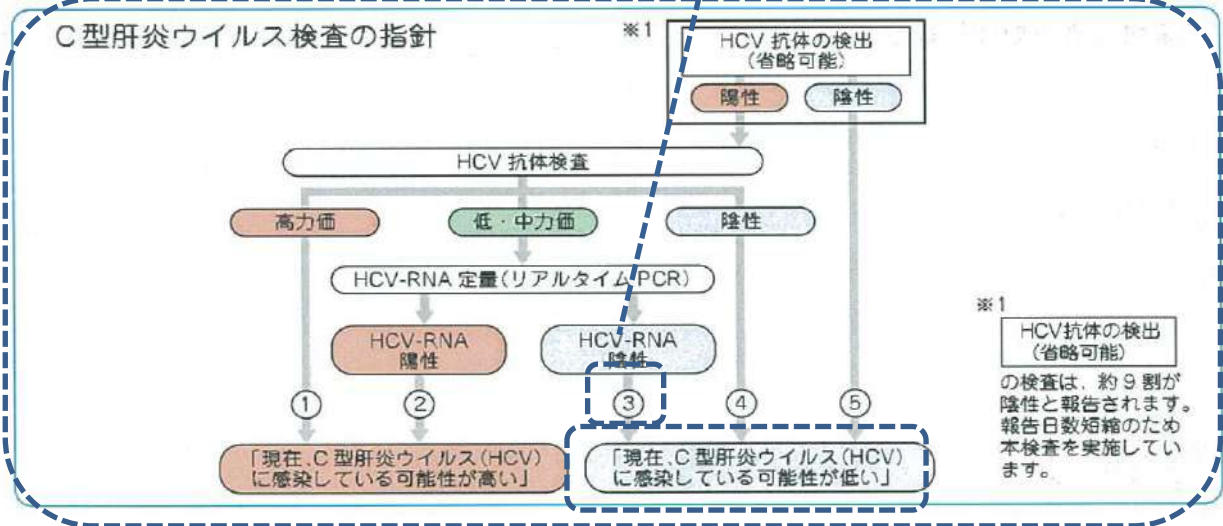 C型肝炎ウイルス検査の指針
※1
HCV 抗体の検出
(省略可能)
陽性
陰性
HCV 抗体検査
高力価
低・中力価
陰性
HCV-RNA 定量(リアルタイム PCR)
HCV-RNA
陽性
HCV-RNA
陰性
①
②
③
④
⑤
「現在、C型肝炎ウイルス(HCV)
に感染している可能性が高い」
「現在、C型肝炎ウイルス(HCV)
に感染している可能性が低い」
※1
HCV抗体の検出
(省略可能)
の検査は、約9割が
陰性と報告されます。
報告日数短縮のため
本検査を実施してい
ます。